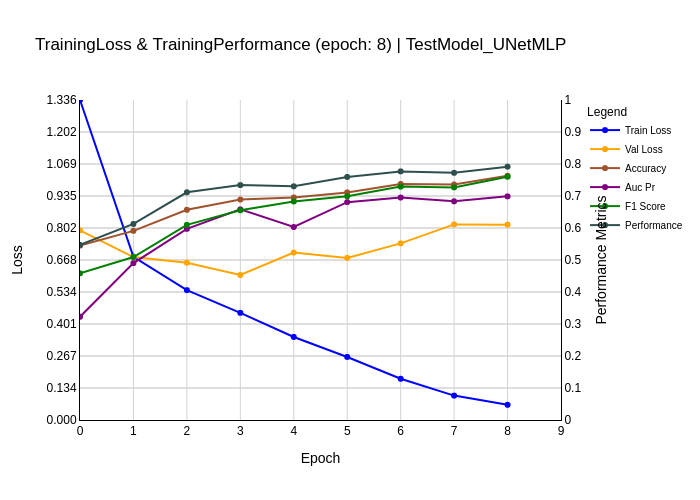 TrainingLoss & TrainingPerformance (epoch: 8) | TestModel_UNetMLP
1.336
1.202
1.069
0.935
0.802
0.668
0.534
0.401
0.267
0.134
0.000
Loss
0 1 2 3 4 5 6 7 8 9
Epoch
1
0.9
0.8
0.7
0.6
0.5
0.4
0.3
0.2
0.1
0
Performance Metrics
Legend
Train Loss
Val Loss
Accuracy
Auc Pr
F1 Score
Performance